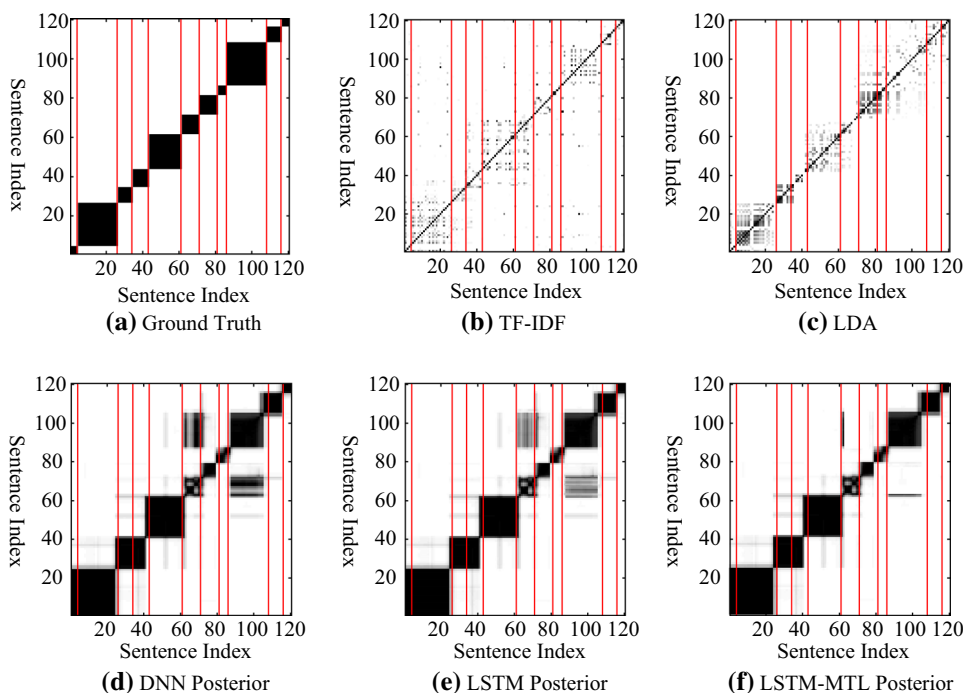 120
100
80
60
40
20
Sentence Index
20 40 60 80 100 120
Sentence Index
(a) Ground Truth
120
100
80
60
40
20
Sentence Index
20 40 60 80 100 120
Sentence Index
(b) TF-IDF
120
100
80
60
40
20
Sentence Index
20 40 60 80 100 120
Sentence Index
(c) LDA
120
100
80
60
40
20
Sentence Index
20 40 60 80 100 120
Sentence Index
(d) DNN Posterior
120
100
80
60
40
20
Sentence Index
20 40 60 80 100 120
Sentence Index
(e) LSTM Posterior
120
100
80
60
40
20
Sentence Index
20 40 60 80 100 120
Sentence Index
(f) LSTM-MTL Posterior